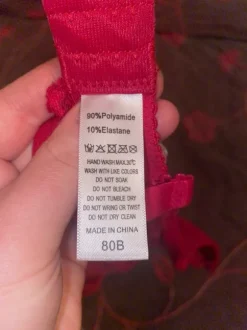 90%Polyamide
10%Elastane
HAND WASH MAX.30℃
WASH WITH LIKE COLORS
DO NOT SOAK
DO NOT BLEACH
DO NOT TUMBLE DRY
DO NOT WRING OR TWIST
DO NOT DRY CLEAN
MADE IN CHINA
80B